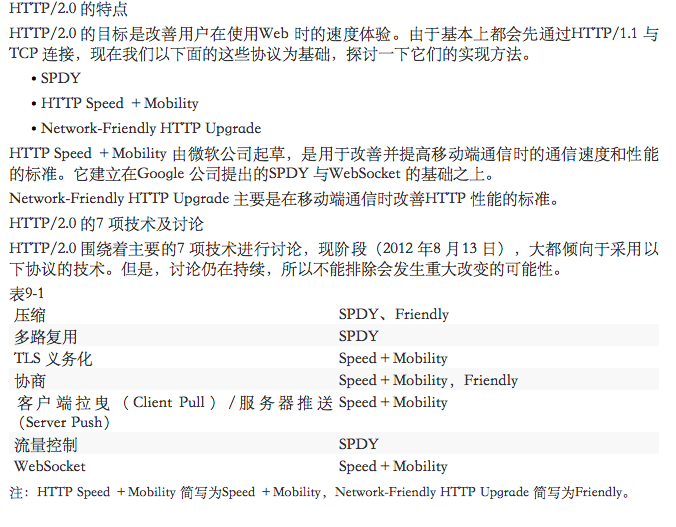 HTTP/2.0 的特点
HTTP/2.0 的目标是改善用户在使用Web 时的速度体验。由于基本上都会先通过HTTP/1.1 与
TCP 连接，现在我们以下面的这些协议为基础，探讨一下它们的实现方法。
• SPDY
• HTTP Speed ＋Mobility
• Network-Friendly HTTP Upgrade
HTTP Speed ＋Mobility 由微软公司起草，是用于改善并提高移动端通信时的通信速度和性能
的标准。它建立在Google 公司提出的SPDY 与WebSocket 的基础之上。
Network-Friendly HTTP Upgrade 主要是在移动端通信时改善HTTP 性能的标准。
HTTP/2.0 的7 项技术及讨论
HTTP/2.0 围绕着主要的7 项技术进行讨论，现阶段（2012 年8 月13 日），大都倾向于采用以
下协议的技术。但是，讨论仍在持续，所以不能排除会发生重大改变的可能性。
表9-1
压缩 SPDY、Friendly
多路复用 SPDY
TLS 义务化 Speed＋Mobility
协商 Speed＋Mobility，Friendly
客户端拉曳（Client Pull）/服务器推送 Speed＋Mobility
（Server Push）
流量控制 SPDY
WebSocket Speed＋Mobility
注：HTTP Speed ＋Mobility 简写为Speed ＋Mobility，Network-Friendly HTTP Upgrade 简写为Friendly。